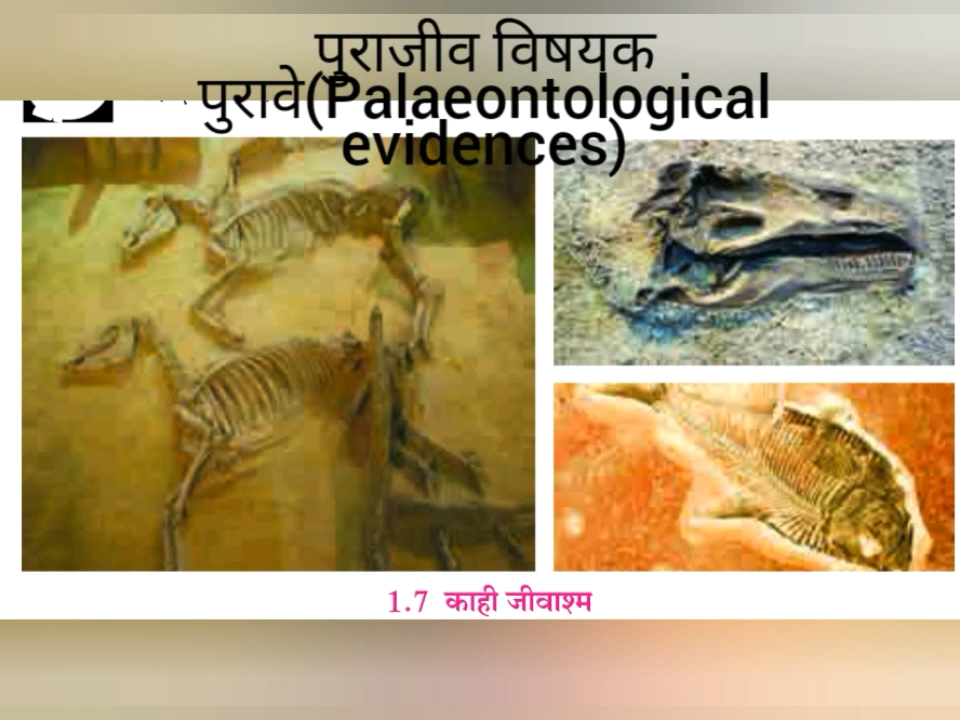 पुराजीव विषयक
पुरावे(Palaeontological
evidences)
1.7 काही जीवाश्म